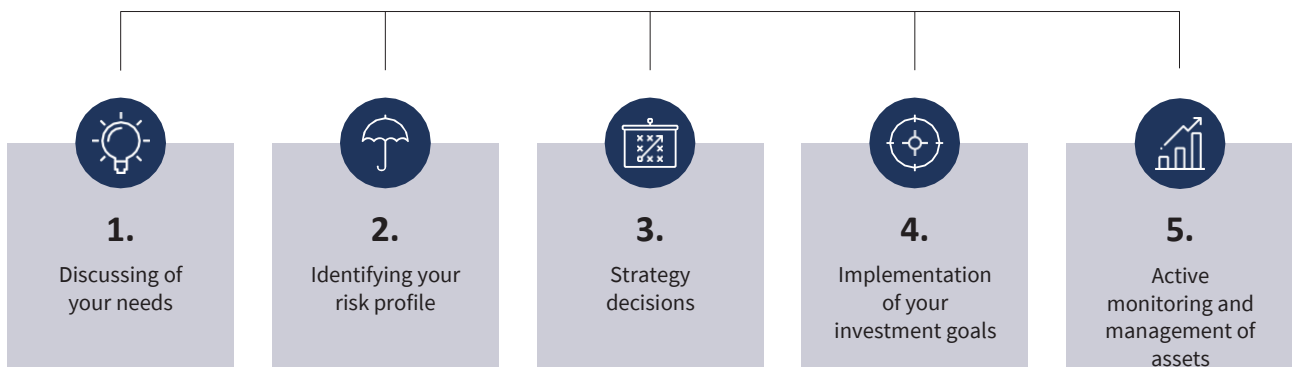 1.
Discussing of
your needs
2.
Identifying your
risk profile
3.
Strategy
decisions
4.
Implementation
of your
investment goals
5.
Active
monitoring and
management of
assets